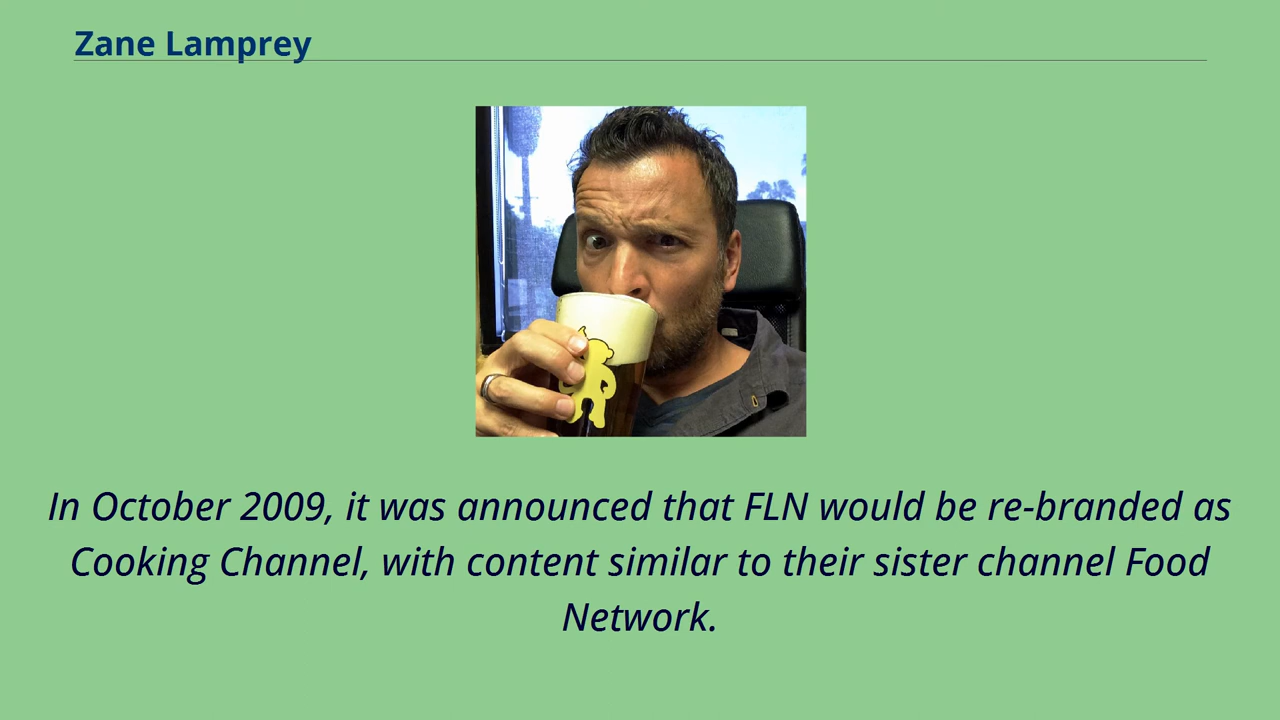 Zane Lamprey
In October 2009, it was announced that FLN would be re-branded as
Cooking Channel, with content similar to their sister channel Food
Network.